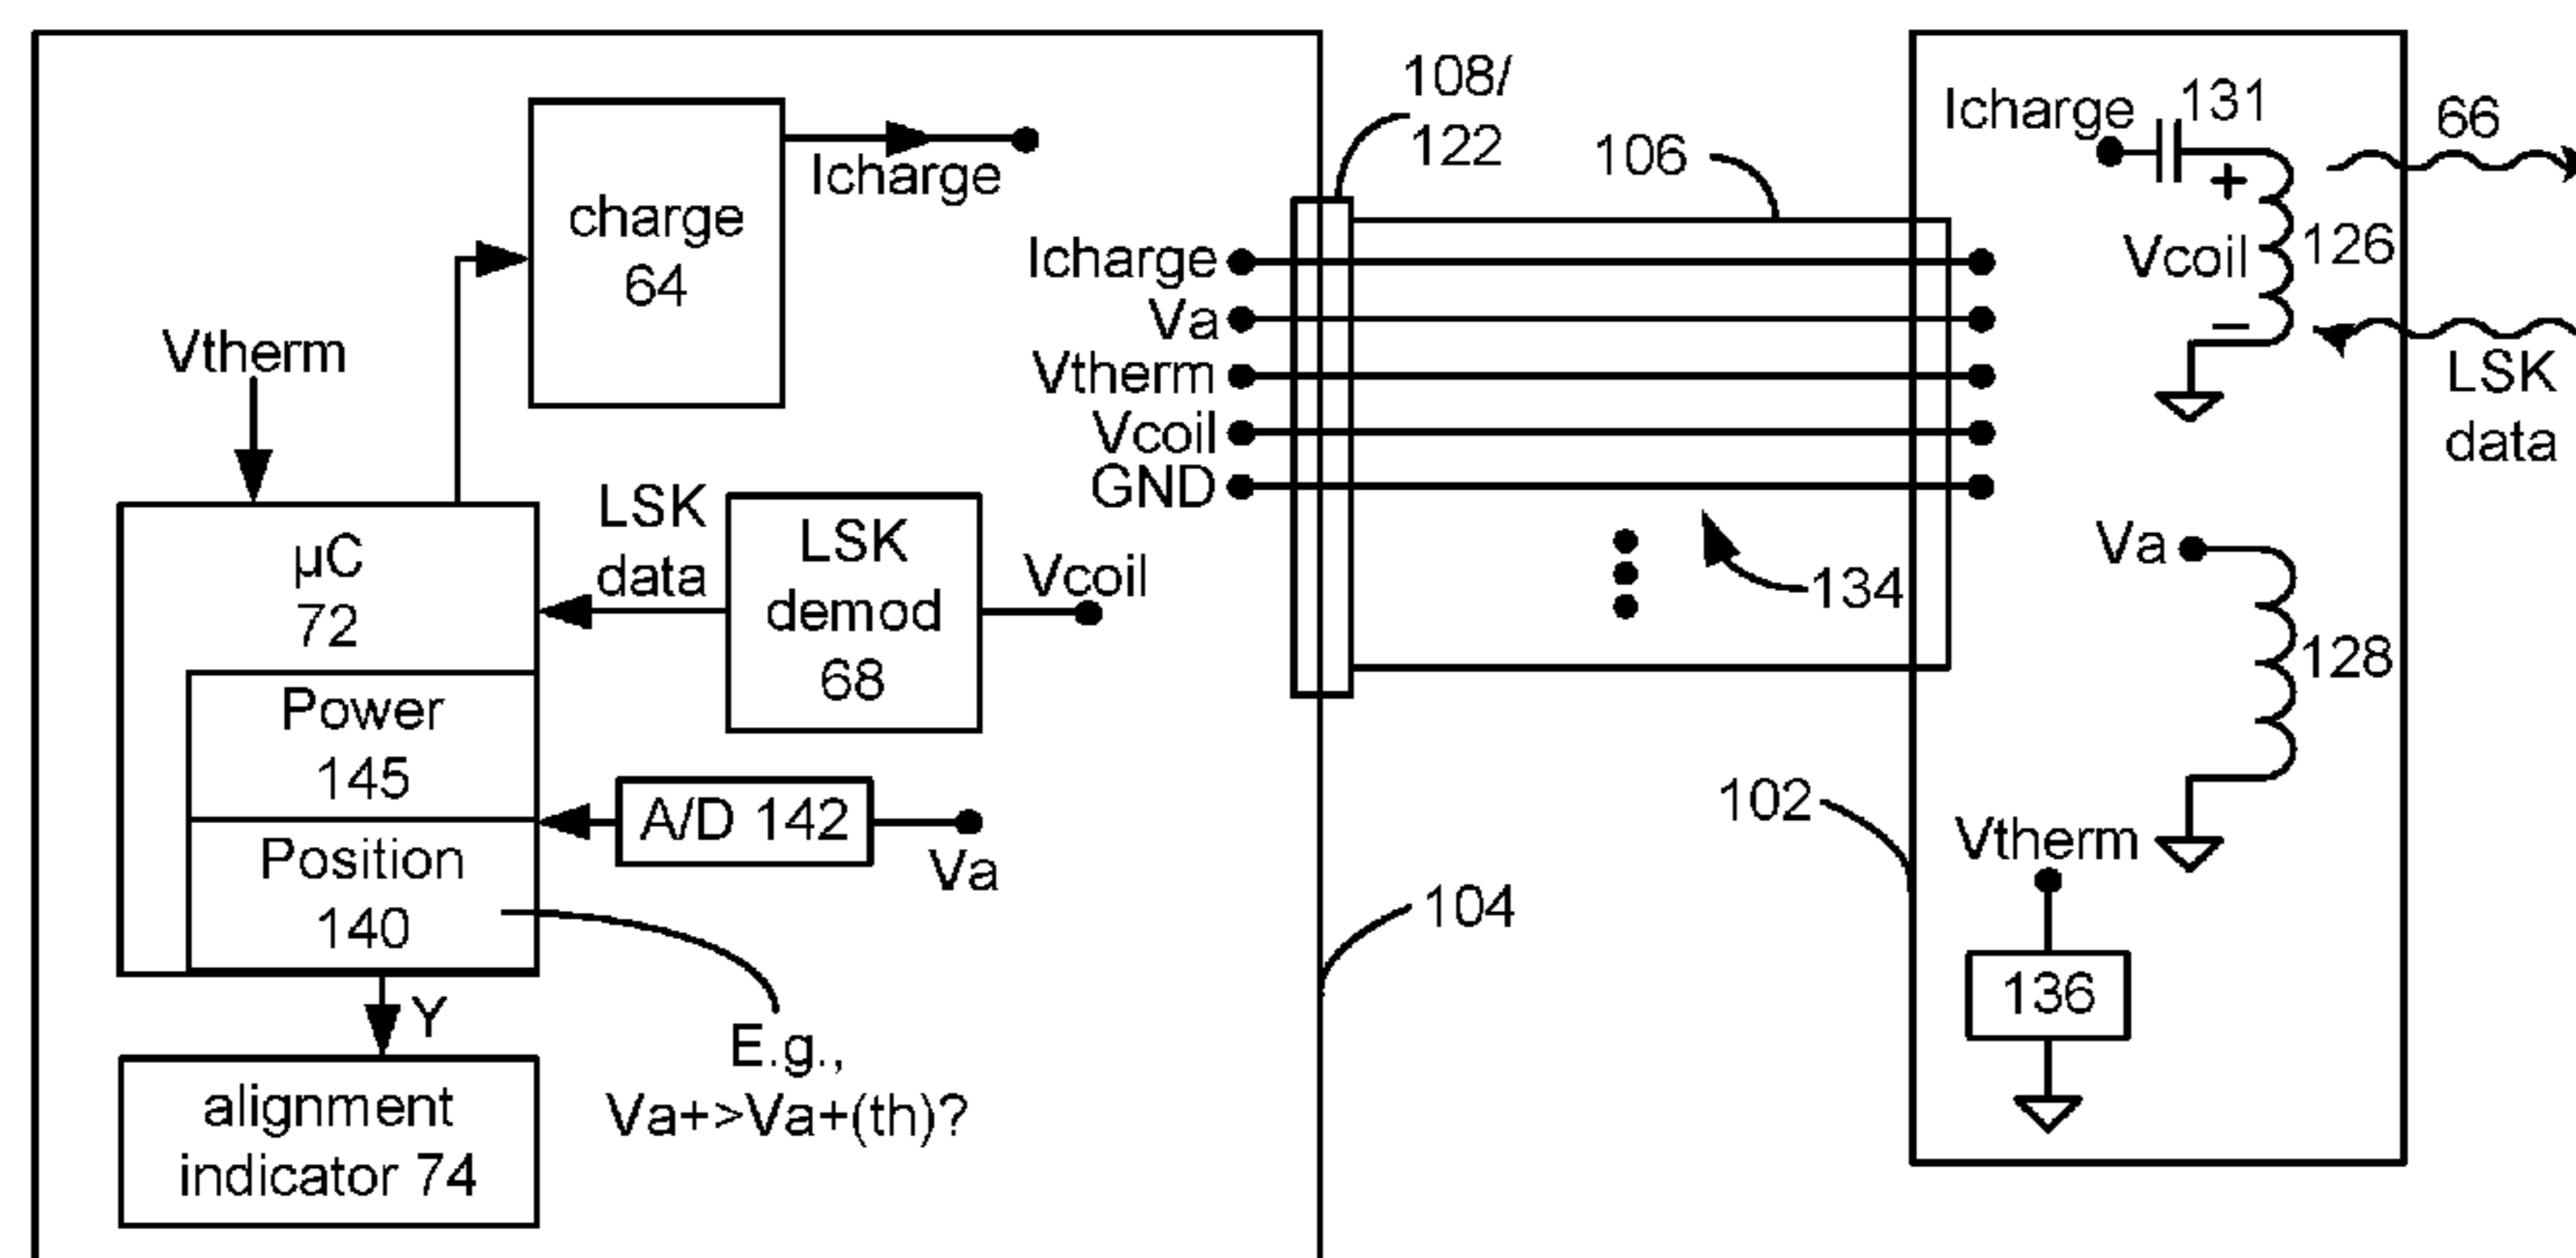 108/
122
106
Icharge
131
66
charge
64
Icharge
+
Vcoil
126
–
LSK
data
Icharge
Va
Vtherm
Vcoil
GND
134
Vtherm
µC
72
LSK
data
LSK
demod
68
Vcoil
Power
145
Position
140
A/D 142
Va
Y
alignment
indicator 74
E.g.,
Va+>Va+(th)?
104
102
Va
128
Vtherm
136